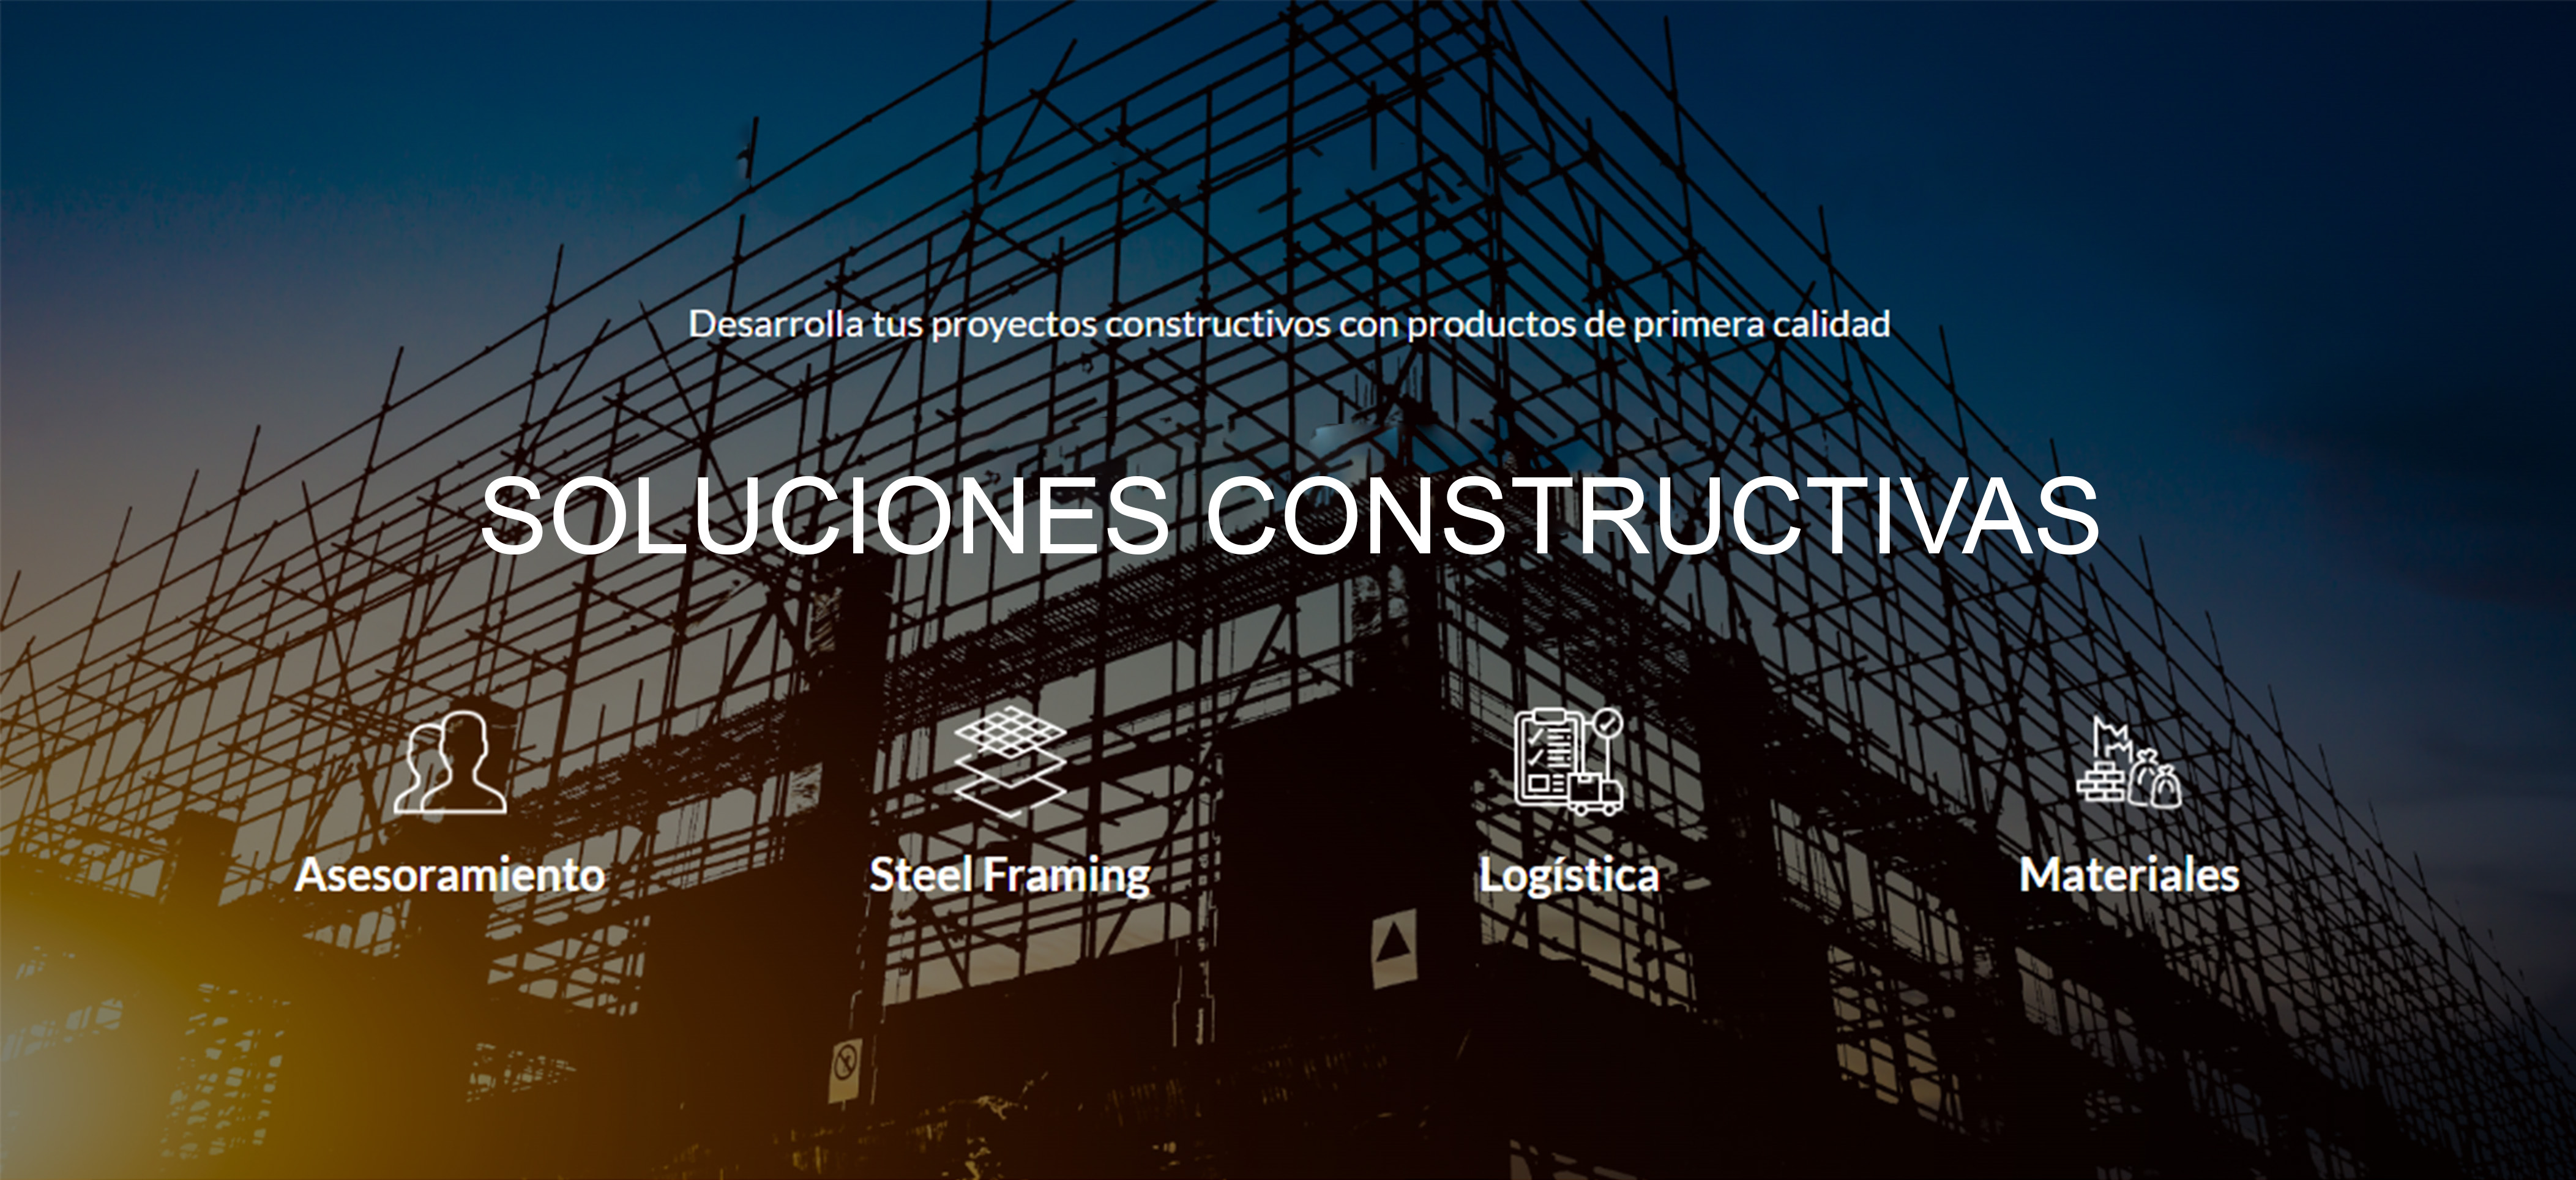 Desarrolla tus proyectos constructivos con productos de primera calidad
SOLUCIONES CONSTRUCTIVAS
Asesoramiento
Steel Framing
Logística
Materiales